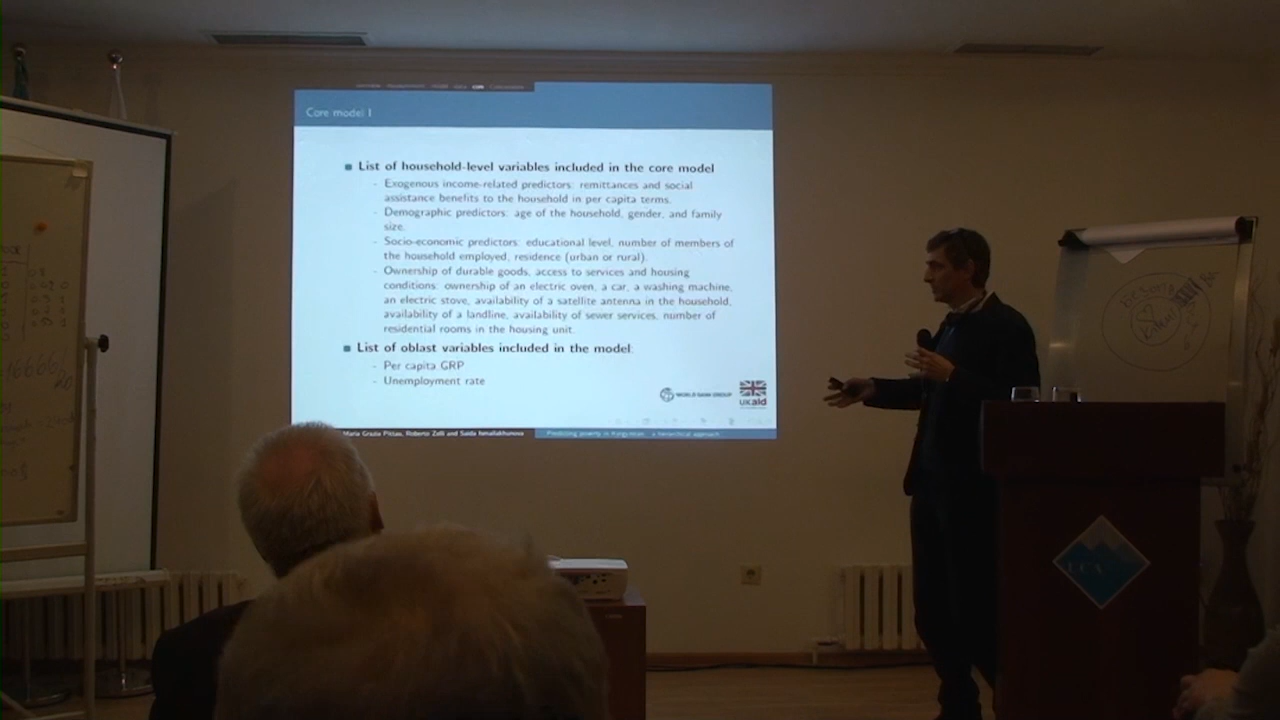 Core model I
List of household-level variables included in the core model
- Exogenous income-related predictors: remittances and social
assistance benefits to the household in per capita terms.
- Demographic predictors: age of the household, gender, and family
size.
- Socio-economic predictors: educational level, number of members of
the household employed, residence (urban or rural).
- Ownership of durable goods, access to services and housing
conditions: ownership of an electric oven, a car, a washing machine,
an electric stove, availability of a satellite antenna in the household,
availability of a landline, availability of sewer services, number of
residential rooms in the housing unit.
List of oblast variables included in the model:
- Per capita GRP
- Unemployment rate
WORLD BANK GROUP
UKaid
Maria Grazia Pittau, Roberto Zelli and Saida Ismailakhunova
Predicting poverty in Kyrgyzstan: a hierarchical approach
UCA